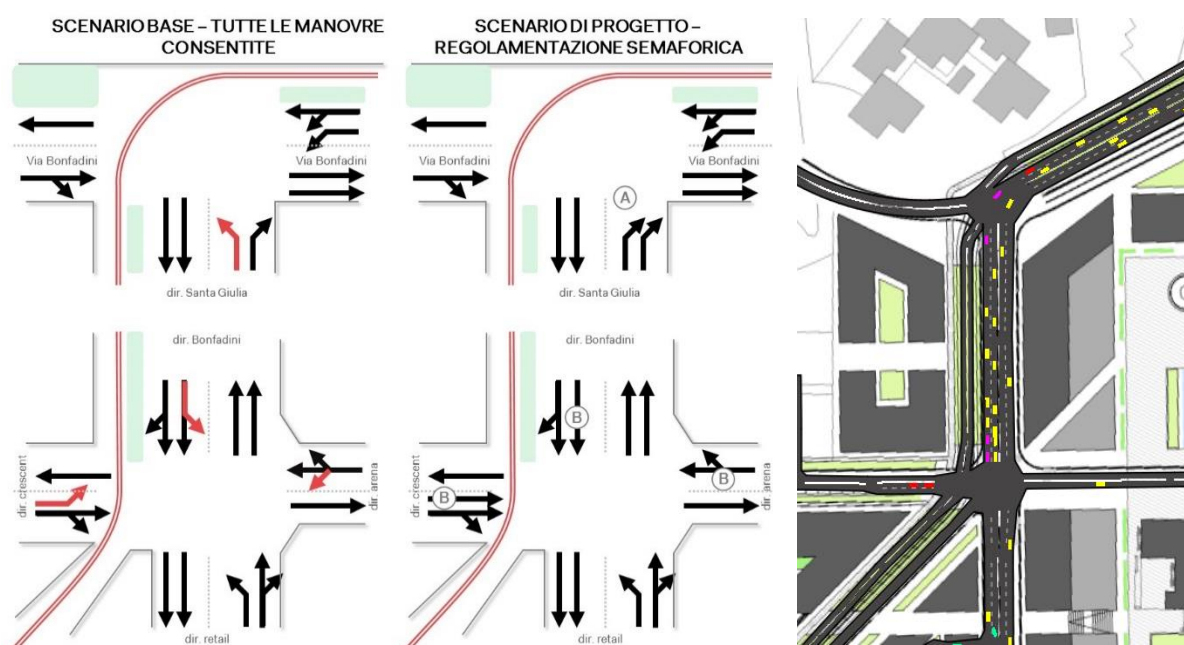 SCENARIO BASE – TUTTE LE MANOVRE
CONSENTITE
Via Bonfadini
Via Bonfadini
dir. Santa Giulia
dir. Bonfadini
dir. crescent
dir. arena
dir. retail
SCENARIO DI PROGETTO –
REGOLAMENTAZIONE SEMAFORICA
Via Bonfadini
Via Bonfadini
A
dir. Santa Giulia
dir. Bonfadini
B
dir. crescent
B
B
dir. arena
dir. retail